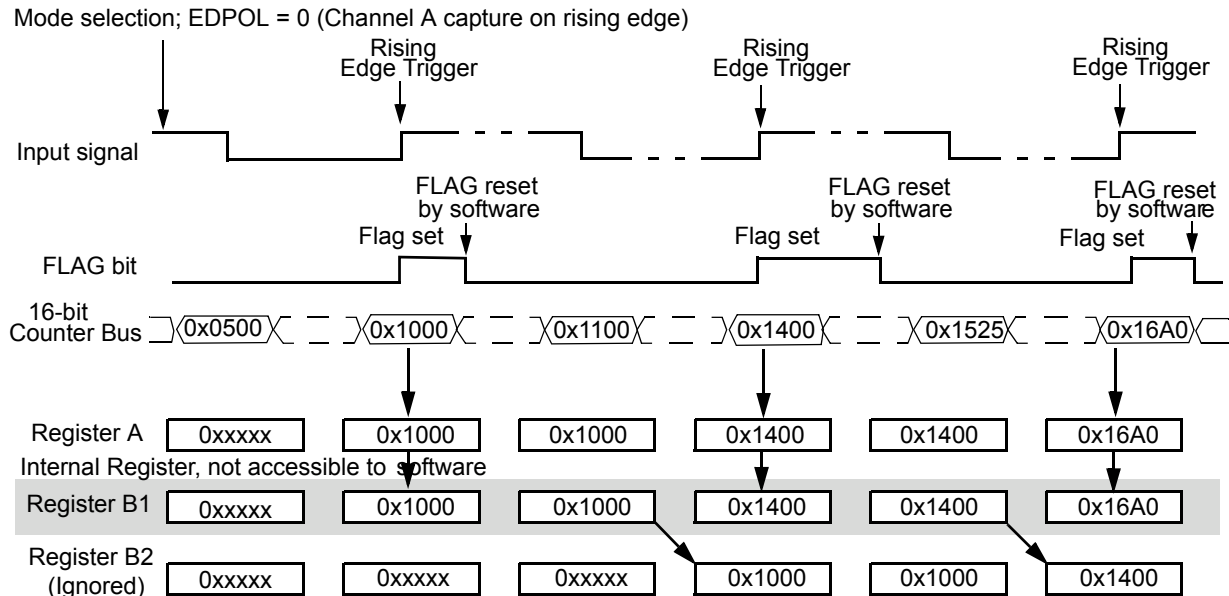 Mode selection; EDPOL = 0 (Channel A capture on rising edge)
Rising
Edge Trigger
Rising
Edge Trigger
Rising
Edge Trigger
Input signal
FLAG reset
by software
FLAG reset
by software
FLAG reset
by software
Flag set
Flag set
Flag set
FLAG bit
16-bit
Counter Bus
0x0500
0x1000
0x1100
0x1400
0x1525
0x16A0
Register A
0xxxxx
0x1000
0x1000
0x1400
0x1400
0x16A0
Internal Register, not accessible to software
Register B1
0xxxxx
0x1000
0x1000
0x1400
0x1400
0x16A0
Register B2
(Ignored)
0xxxxx
0xxxxx
0xxxxx
0x1000
0x1000
0x1400